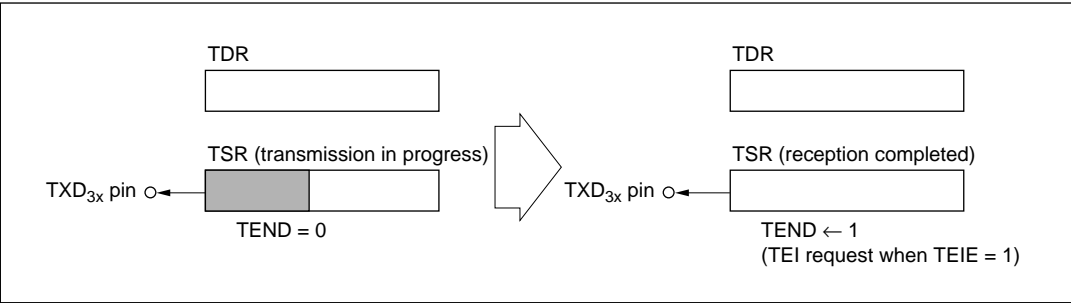 TDR
TSR (transmission in progress)
TXD3x pin
TEND = 0
TDR
TSR (reception completed)
TXD3x pin
TEND ← 1
(TEI request when TEIE = 1)